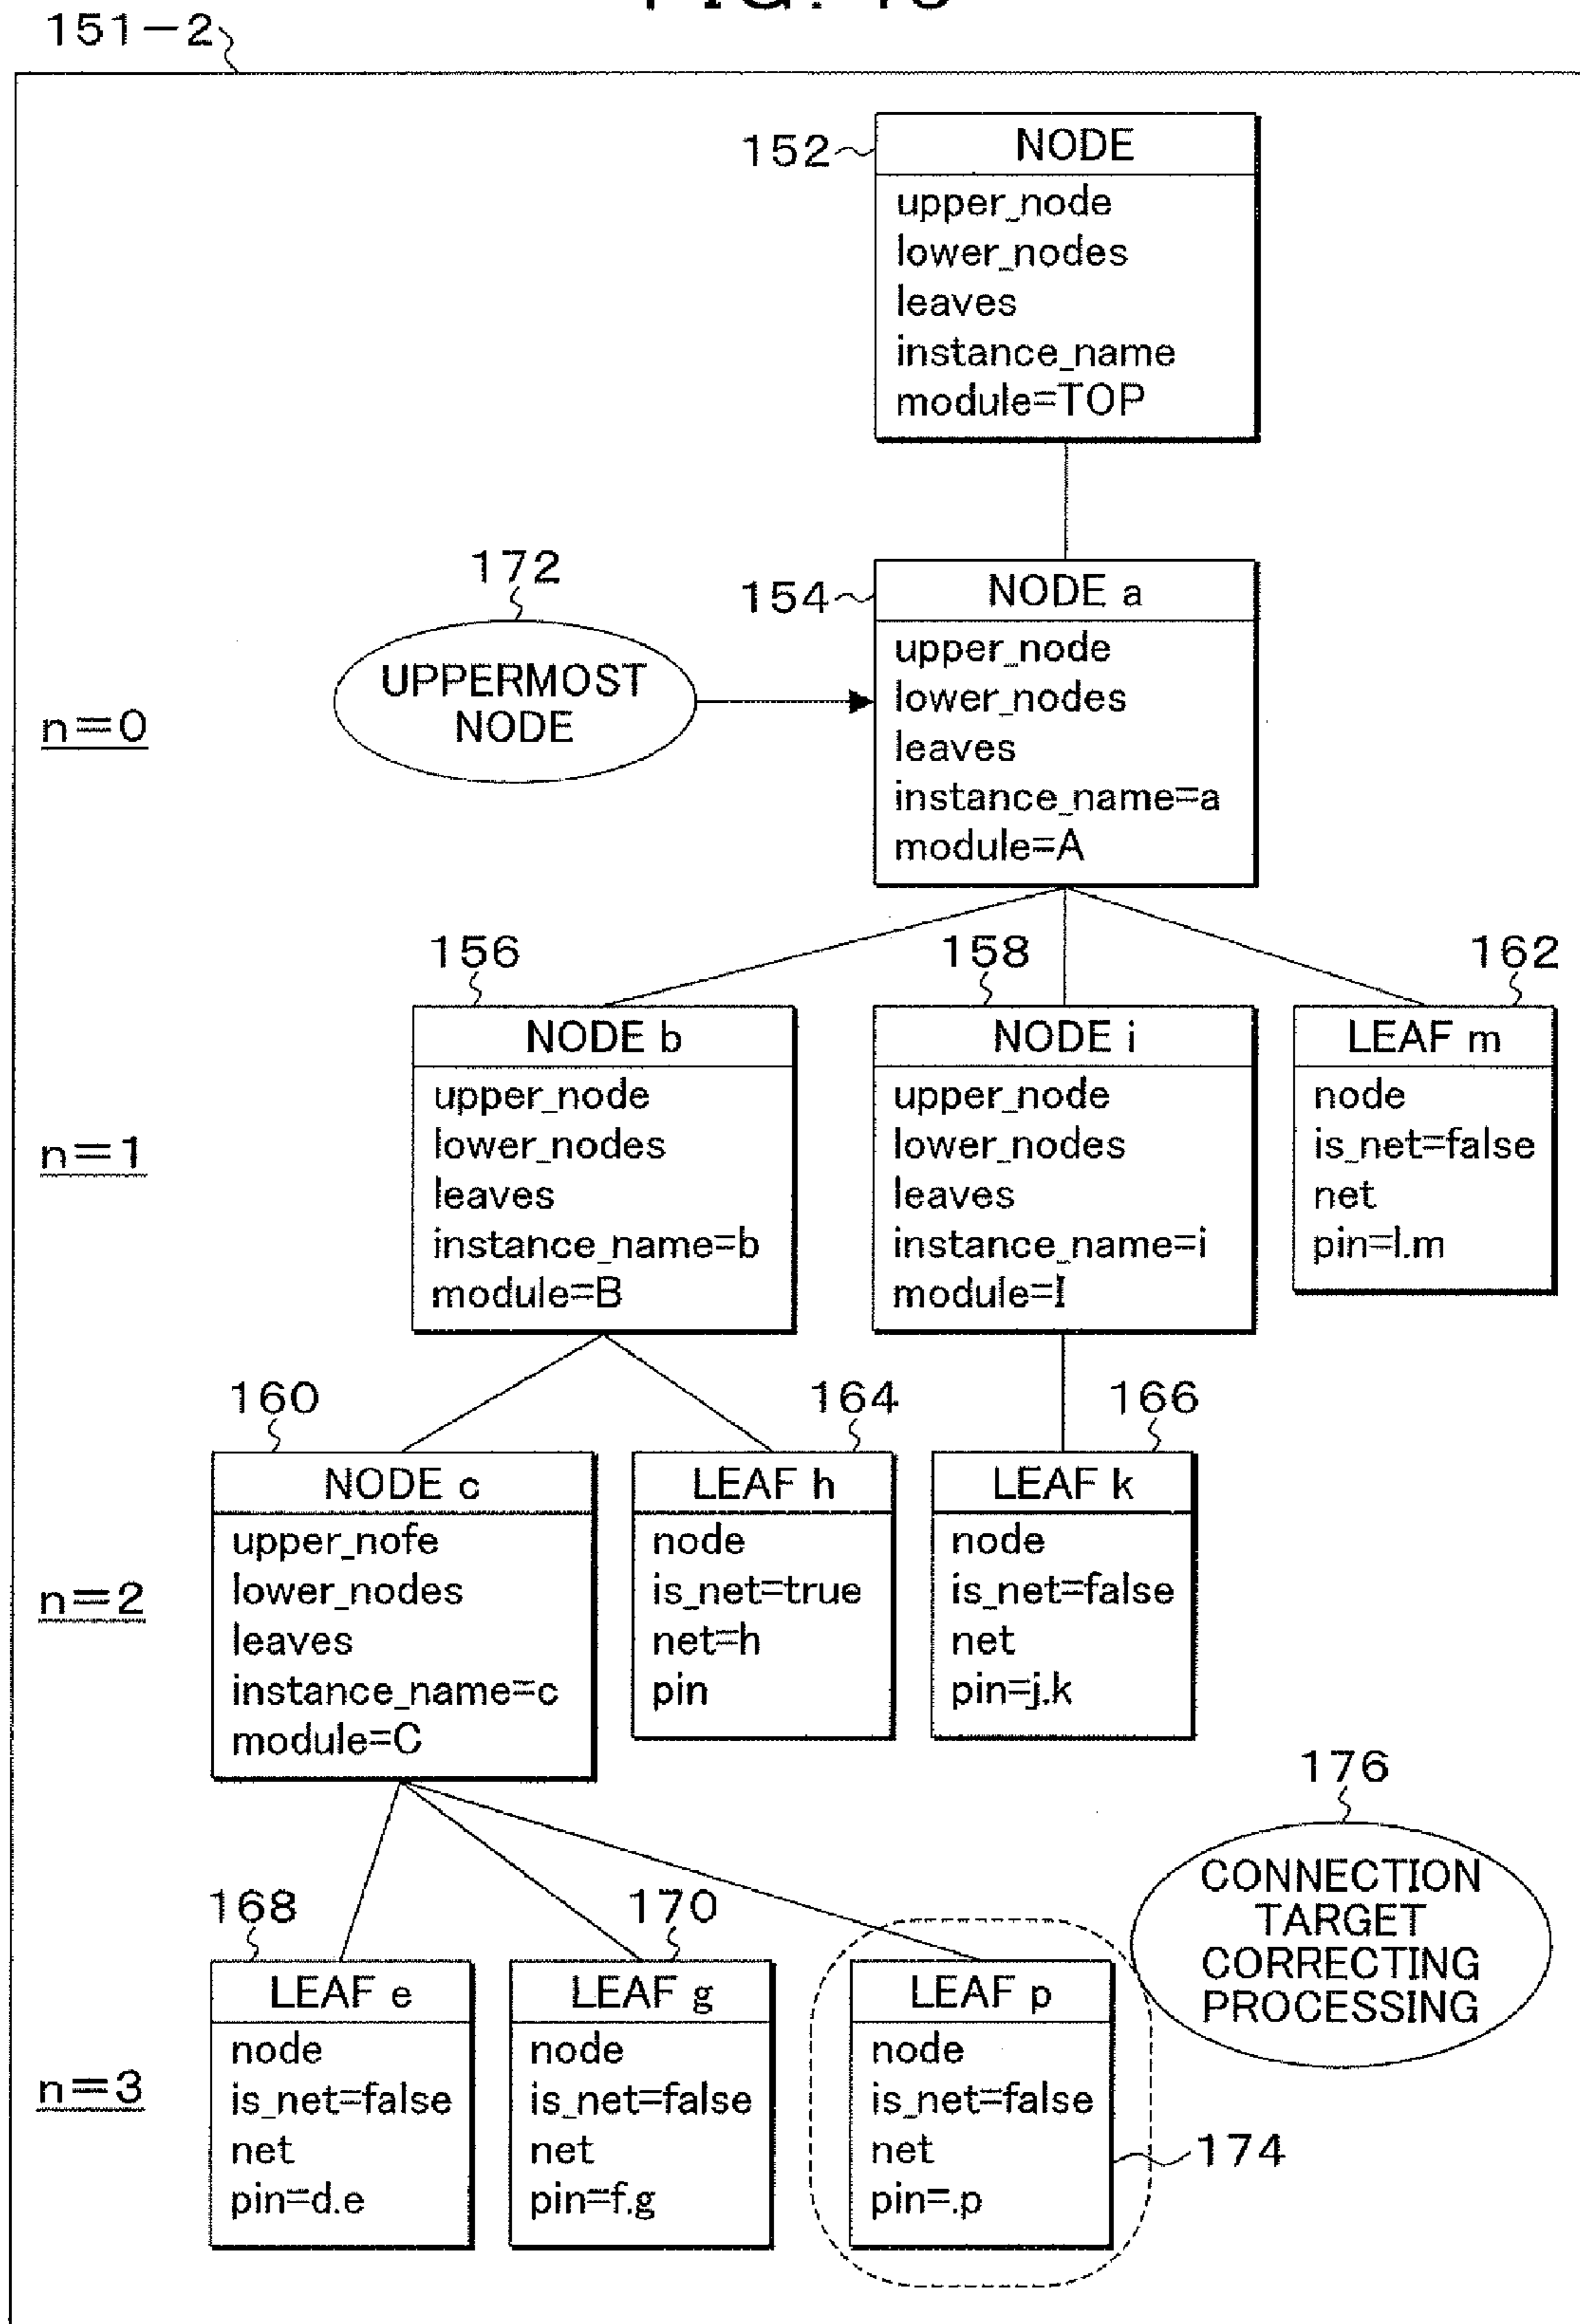 151-2
152
NODE
upper_node
lower_nodes
leaves
instance_name
module=TOP
172
154
NODE a
UPPERMOST
NODE
upper_node
lower_nodes
leaves
instance_name=a
module=A
n=0
156
158
162
NODE b
upper_node
lower_nodes
leaves
instance_name=b
module=B
NODE i
upper_node
lower_nodes
leaves
instance_name=i
module=I
LEAF m
node
is_net=false
net
pin=l.m
n=1
160
164
166
NODE c
upper_nofe
lower_nodes
leaves
instance_name=c
module=C
LEAF h
node
is_net=true
net=h
pin
LEAF k
node
is_net=false
net
pin=j.k
n=2
176
CONNECTION
TARGET
CORRECTING
PROCESSING
168
170
LEAF e
node
is_net=false
net
pin=d.e
LEAF g
node
is_net=false
net
pin=f.g
LEAF p
node
is_net=false
net
pin=.p
174
n=3